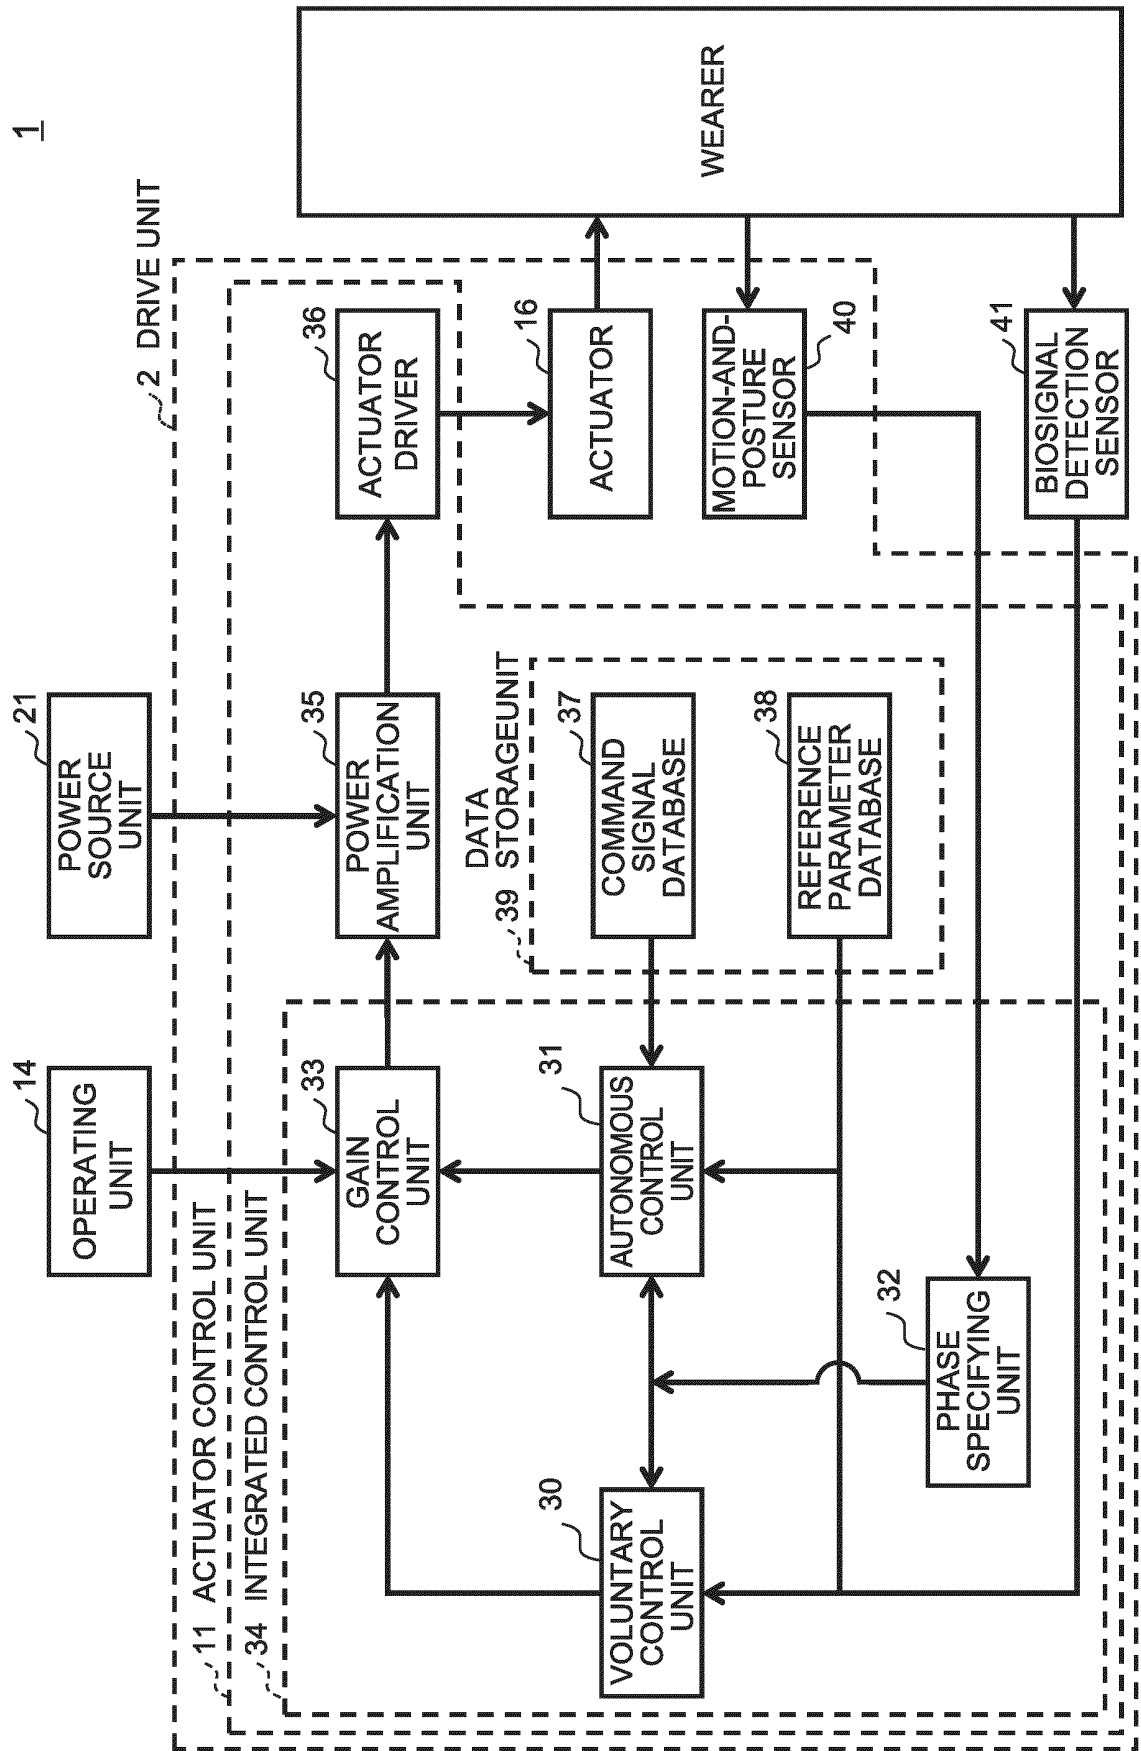 1
2 DRIVE UNIT
11 ACTUATOR CONTROL UNIT
34 INTEGRATED CONTROL UNIT
14
OPERATING
UNIT
21
POWER
SOURCE
UNIT
33
GAIN
CONTROL
UNIT
35
POWER
AMPLIFICATION
UNIT
36
ACTUATOR
DRIVER
16
ACTUATOR
WEARER
30
VOLUNTARY
CONTROL
UNIT
31
AUTONOMOUS
CONTROL
UNIT
39 DATA
STORAGEUNIT
37
COMMAND
SIGNAL
DATABASE
38
REFERENCE
PARAMETER
DATABASE
MOTION-AND-
POSTURE
SENSOR
40
32
PHASE
SPECIFYING
UNIT
41
BIOSIGNAL
DETECTION
SENSOR